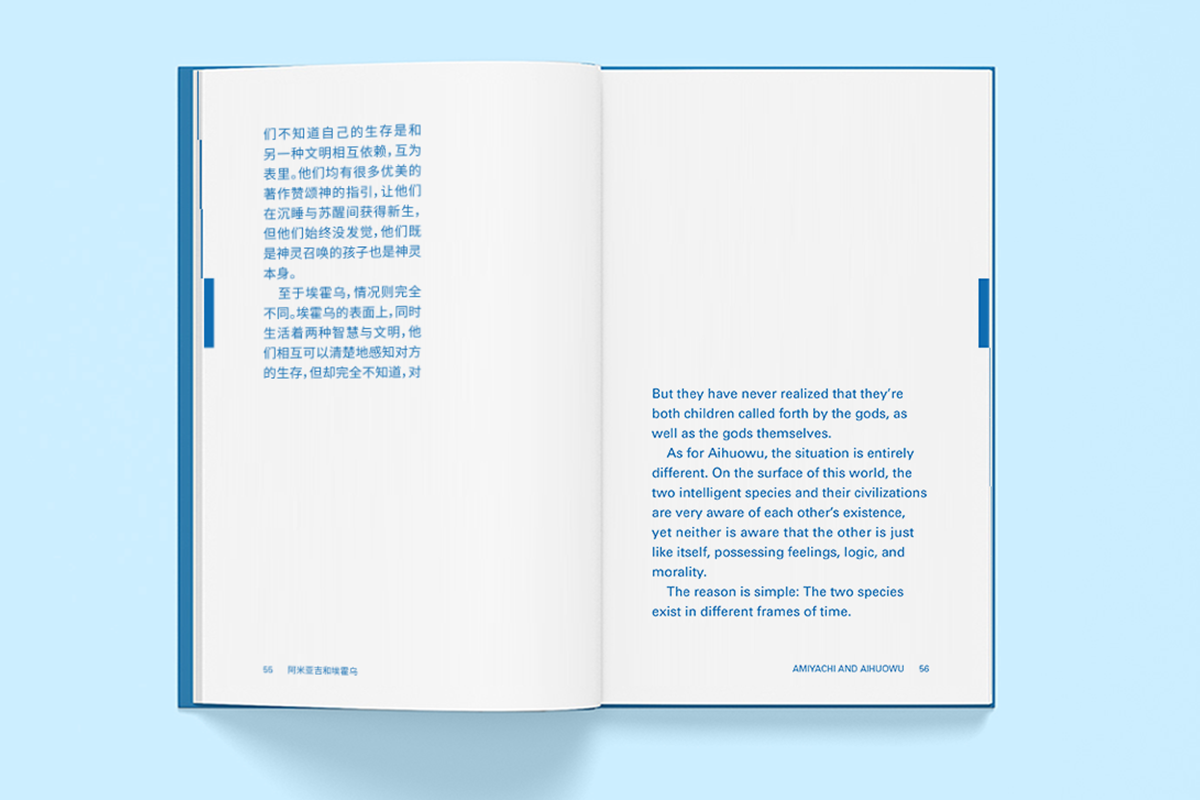 们不知道自己的生存是和
另一种文明相互依赖，互为
表里。他们均有很多优美的
著作赞颂神的指引，让他们
在沉睡与苏醒间获得新生，
但他们始终没发觉，他们既
是神灵召唤的孩子也是神灵
本身。
至于埃霍乌，情况则完全
不同。埃霍乌的表面上，同时
生活着两种智慧与文明，他
们相互可以清楚地感知对方
的生存，但却完全不知道，对
55 阿米亚吉和埃霍乌
But they have never realized that they’re
both children called forth by the gods, as
well as the gods themselves.
As for Aihuowu, the situation is entirely
different. On the surface of this world, the
two intelligent species and their civilizations
are very aware of each other’s existence,
yet neither is aware that the other is just
like itself, possessing feelings, logic, and
morality.
The reason is simple: The two species
exist in different frames of time.
AMIYACHI AND AIHUOWU 56